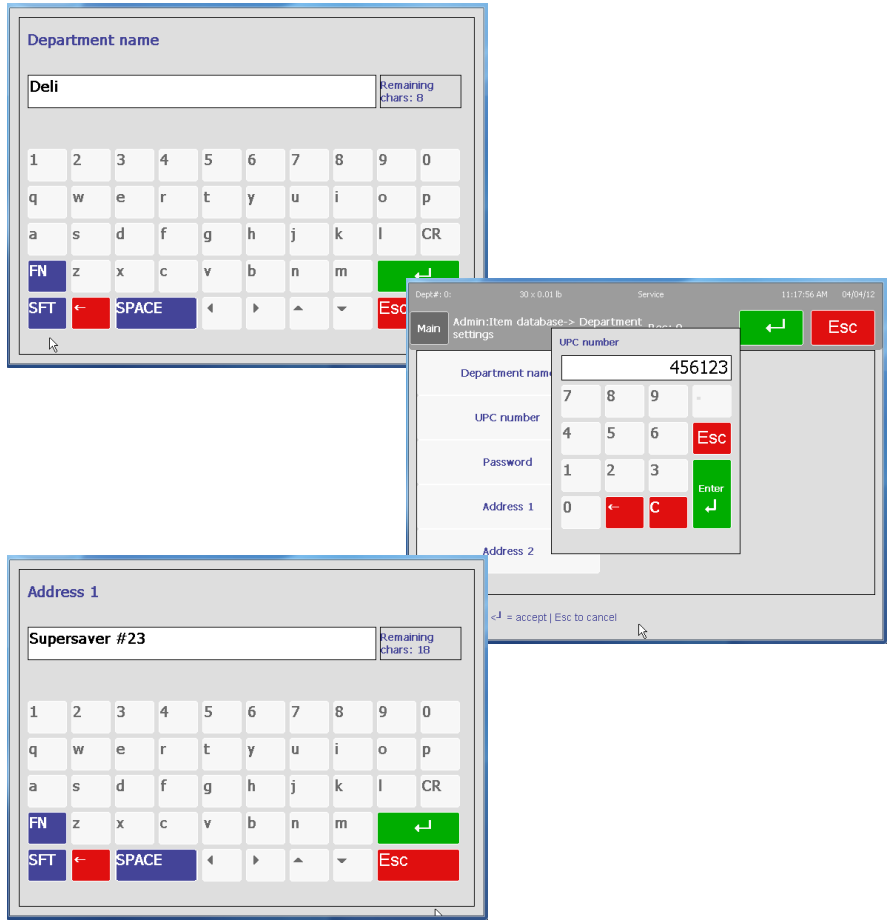 Department name
Deli
Remaining
chars: 8
1 2 3 4 5 6 7 8 9 0
q w e r t y u i o p
a s d f g h j k l CR
FN z x c v b n m
SFT SPACE Esc
Dept#: 0: 30 x 0.01 lb Service 11:17:56 AM 04/04/12
Main
Admin:Item database-> Department
settings
Esc
Department name
UPC number
Password
Address 1
Address 2
UPC number
456123
7 8 9
4 5 6 Esc
1 2 3
Enter
0 C
= accept | Esc to cancel
Address 1
Supersaver #23
Remaining
chars: 18
1 2 3 4 5 6 7 8 9 0
q w e r t y u i o p
a s d f g h j k l CR
FN z x c v b n m
SFT SPACE Esc